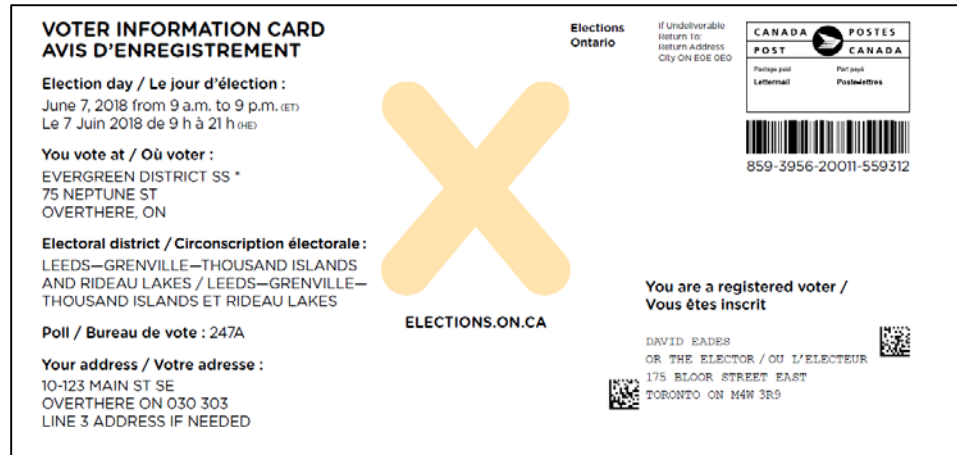 VOTER INFORMATION CARD
AVIS D'ENREGISTREMENT
Election day / Le jour d'élection :
June 7, 2018 from 9 a.m. to 9 p.m. (ET)
Le 7 Juin 2018 de 9 h à 21 h (HE)
You vote at / Où voter :
EVERGREEN DISTRICT SS *
75 NEPTUNE ST
OVERTHERE, ON
Electoral district / Circonscription électorale :
LEEDS—GRENVILLE—THOUSAND ISLANDS
AND RIDEAU LAKES / LEEDS—GRENVILLE—
THOUSAND ISLANDS ET RIDEAU LAKES
Poll / Bureau de vote : 247A
Your address / Votre adresse :
10-123 MAIN ST SE
OVERTHERE ON 030 303
LINE 3 ADDRESS IF NEEDED
ELECTIONS.ON.CA
Elections
Ontario
If Undeliverable
Return To:
Return Address
City ON E0E 0E0
CANADA POSTES
POST CANADA
Postage paid Port payé
Lettermail Poste-lettres
859-3956-20011-559312
You are a registered voter /
Vous êtes inscrit
DAVID EADES
OR THE ELECTOR / OU L'ELECTEUR
175 BLOOR STREET EAST
TORONTO ON M4W 3R9